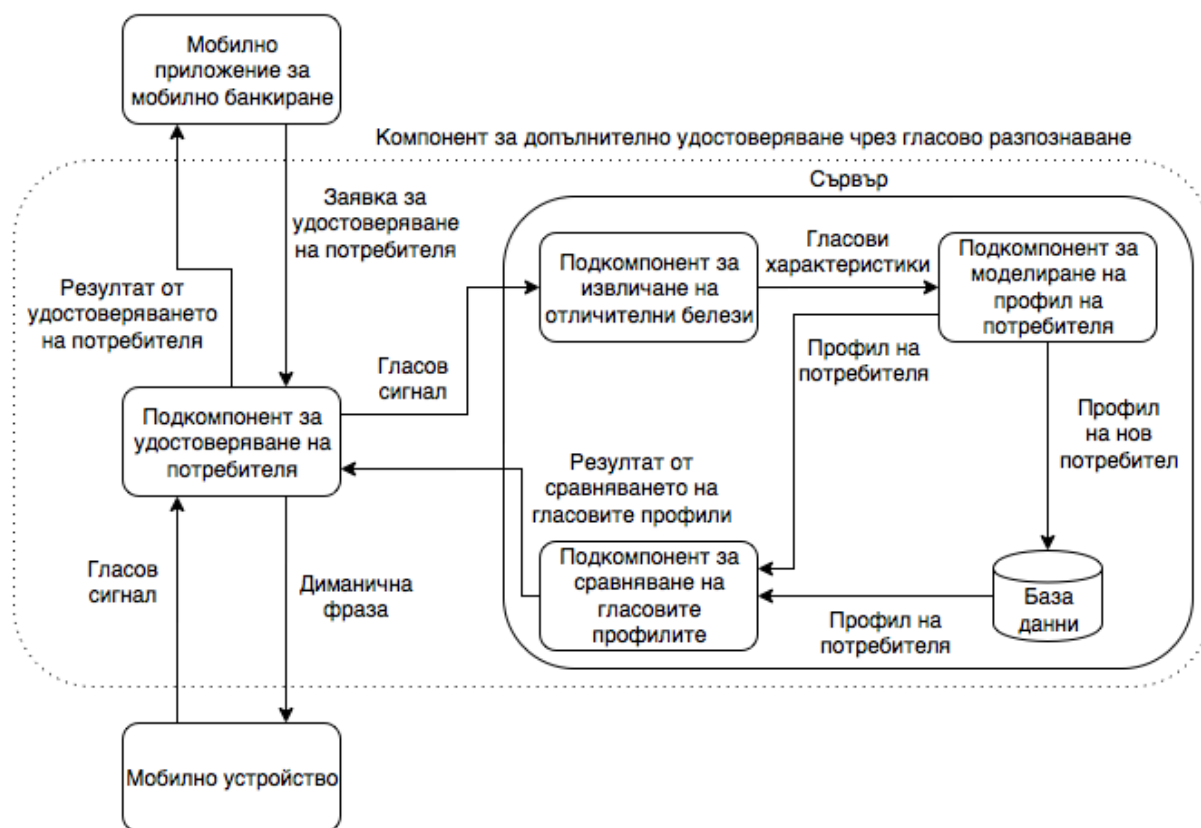 Мобилно
приложение за
мобилно банкиране
Компонент за допълнително удостоверяване чрез гласово разпознаване
Сървър
Заявка за
удостоверяване
на потребителя
Резултат от
удостоверяването
на потребителя
Подкомпонент за
извличане на
отличителни белези
Гласови
характеристики
Подкомпонент за
моделиране на
профил на
потребителя
Гласов
сигнал
Профил на
потребителя
Подкомпонент за
удостоверяване на
потребителя
Профил
на нов
потребител
Резултат от
сравняването на
гласовите профили
Гласов
сигнал
Диманична
фраза
Подкомпонент за
сравняване на
гласовите
профилите
Профил на
потребителя
База
данни
Мобилно устройство